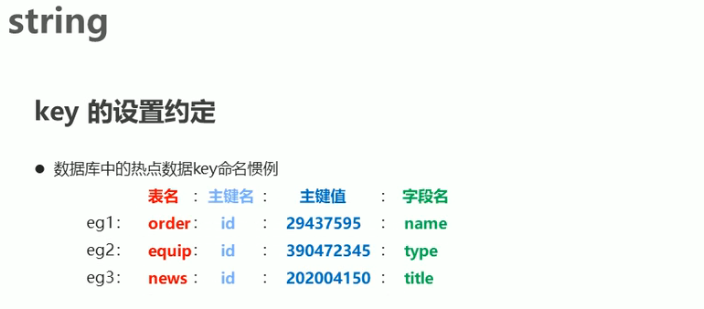 string
key 的设置约定
● 数据库中的热点数据key命名惯例
表名 : 主键名 : 主键值 : 字段名
eg1: order: id : 29437595 : name
eg2: equip: id : 390472345 : type
eg3: news : id : 202004150 : title